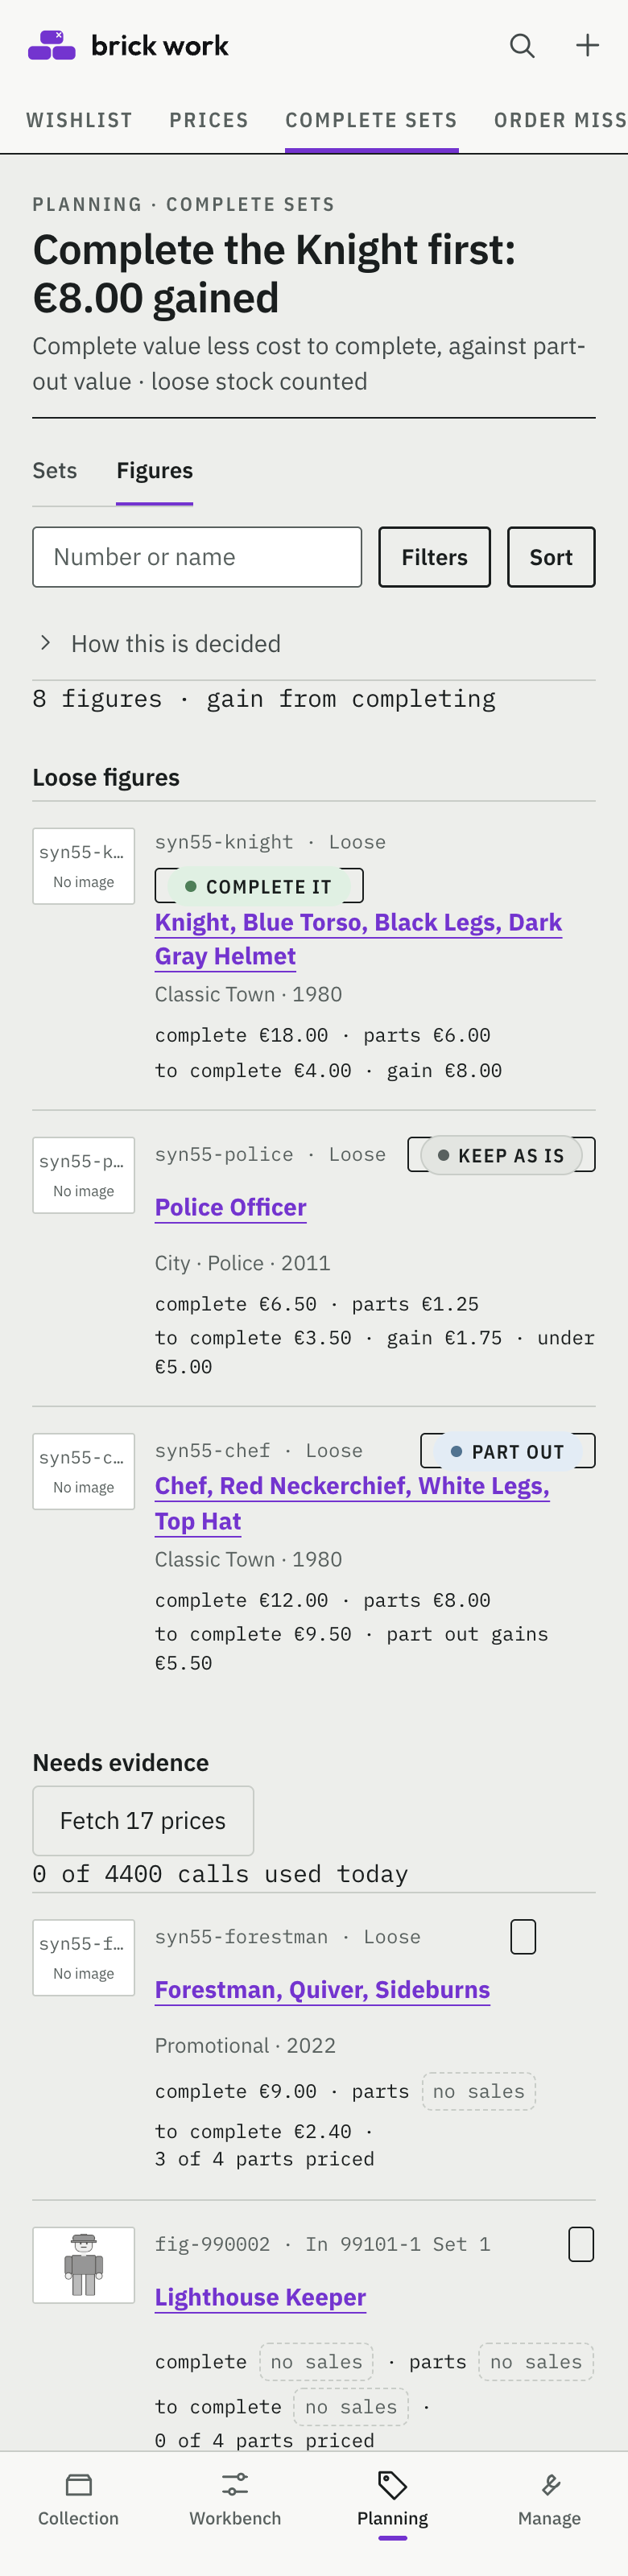 brick work
WISHLIST PRICES COMPLETE SETS ORDER MISS
PLANNING · COMPLETE SETS
Complete the Knight first:
€8.00 gained
Complete value less cost to complete, against part-
out value · loose stock counted
Sets Figures
Number or name Filters Sort
How this is decided
8 figures · gain from completing
Loose figures
syn55-k…
No image
syn55-knight · Loose
COMPLETE IT
Knight, Blue Torso, Black Legs, Dark
Gray Helmet
Classic Town · 1980
complete €18.00 · parts €6.00
to complete €4.00 · gain €8.00
syn55-p…
No image
syn55-police · Loose KEEP AS IS
Police Officer
City · Police · 2011
complete €6.50 · parts €1.25
to complete €3.50 · gain €1.75 · under
€5.00
syn55-c…
No image
syn55-chef · Loose PART OUT
Chef, Red Neckerchief, White Legs,
Top Hat
Classic Town · 1980
complete €12.00 · parts €8.00
to complete €9.50 · part out gains
€5.50
Needs evidence
Fetch 17 prices
0 of 4400 calls used today
syn55-f…
No image
syn55-forestman · Loose
Forestman, Quiver, Sideburns
Promotional · 2022
complete €9.00 · parts no sales
to complete €2.40 ·
3 of 4 parts priced
fig-990002 · In 99101-1 Set 1
Lighthouse Keeper
complete no sales · parts no sales
to complete no sales ·
0 of 4 parts priced
Collection Workbench Planning Manage